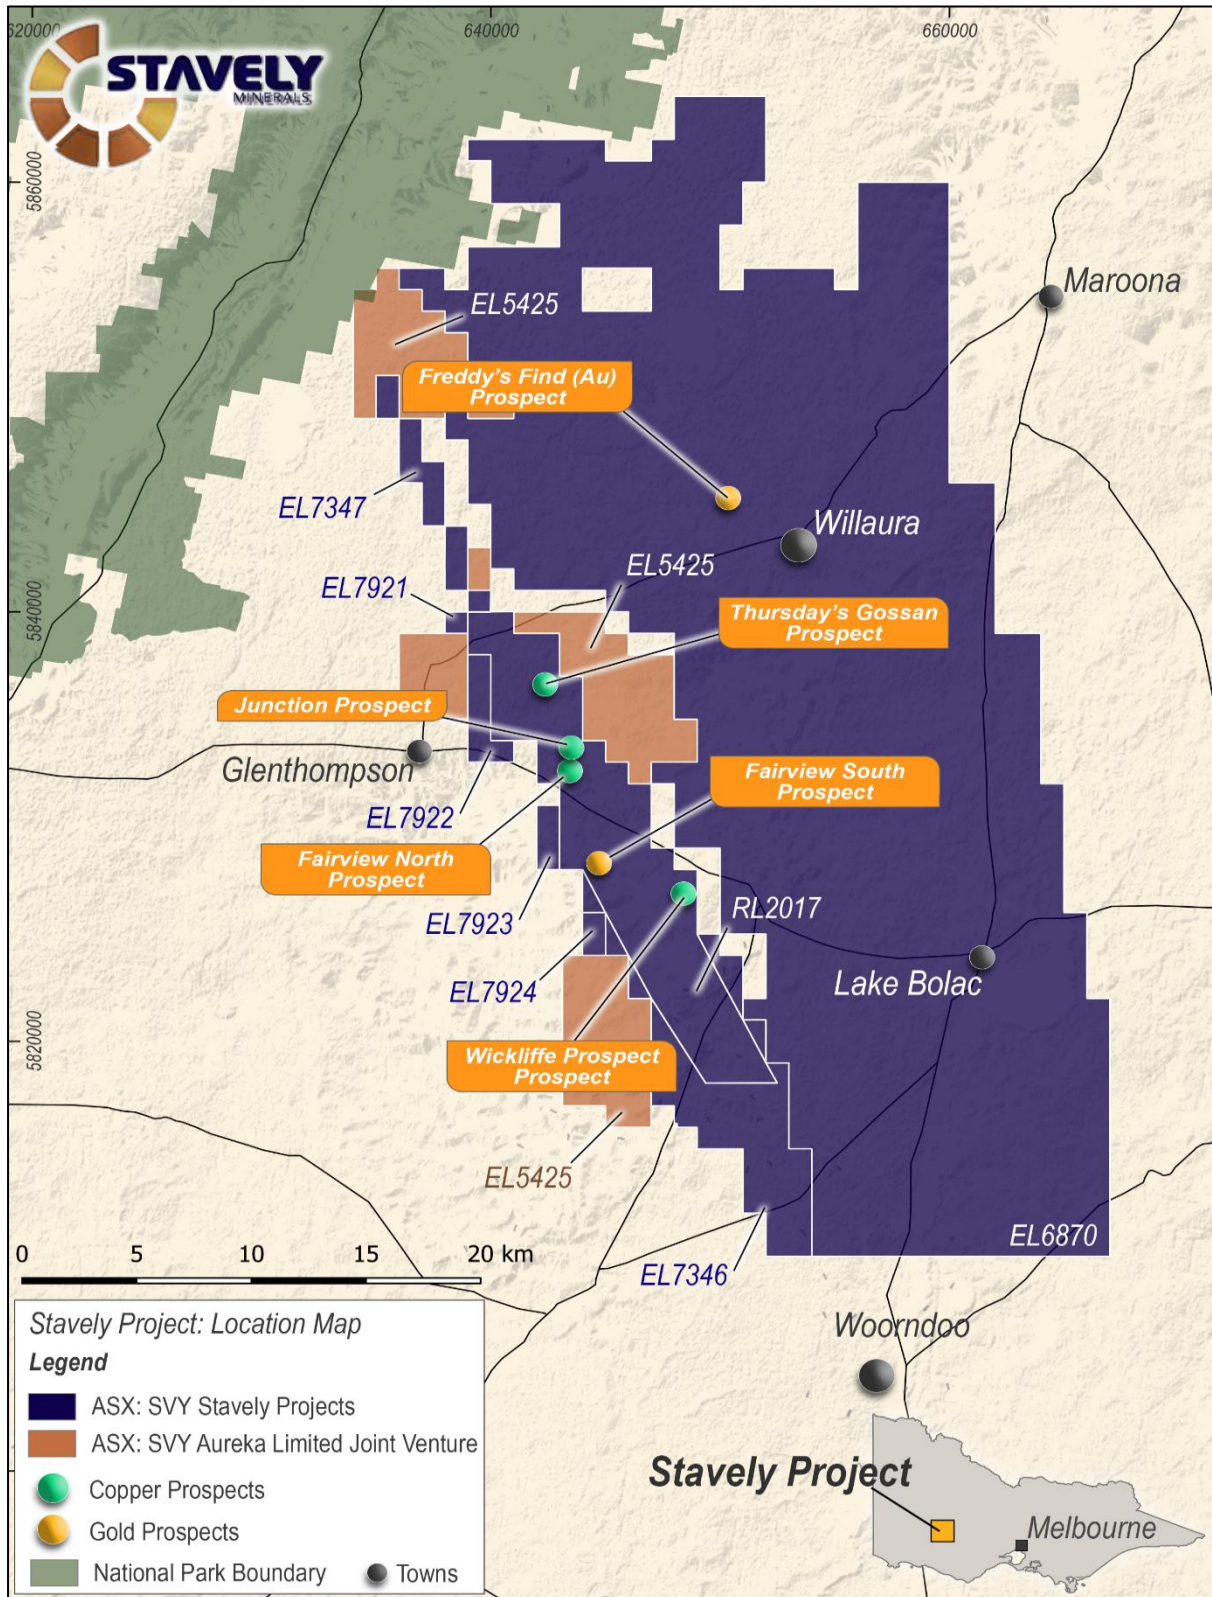 620000
640000
660000
STAVELY
MINERALS
5860000
Maroona
EL5425
Freddy's Find (Au)
Prospect
EL7347
Willaura
EL5425
EL7921
5840000
Thursday's Gossan
Prospect
Junction Prospect
Glenthompson
Fairview South
Prospect
EL7922
Fairview North
Prospect
RL2017
EL7923
Lake Bolac
EL7924
5820000
Wickliffe Prospect
Prospect
EL5425
EL6870
0 5 10 15 20 km
EL7346
Woorndoo
Stavely Project: Location Map
Legend
ASX: SVY Stavely Projects
ASX: SVY Aureka Limited Joint Venture
Copper Prospects
Gold Prospects
National Park Boundary
Towns
Stavely Project
Melbourne